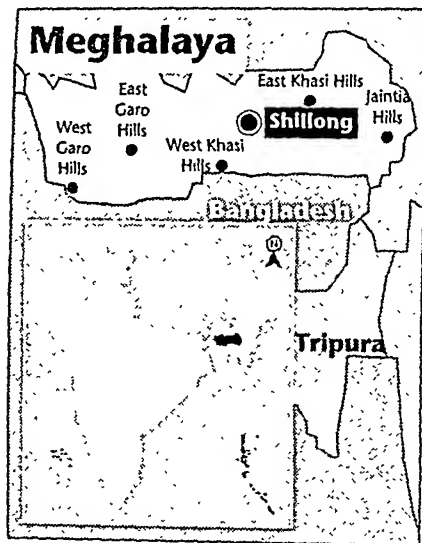 Meghalaya
East
Garo
Hills
East Khasi Hills
Jaintia
Hills
Shillong
West
Garo
Hills
West Khasi
Hills
Bangladesh
N
Tripura